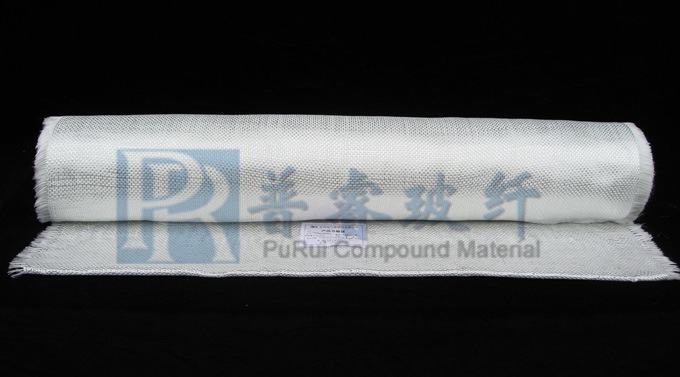 PR
普睿玻纤
PuRui Compound Material